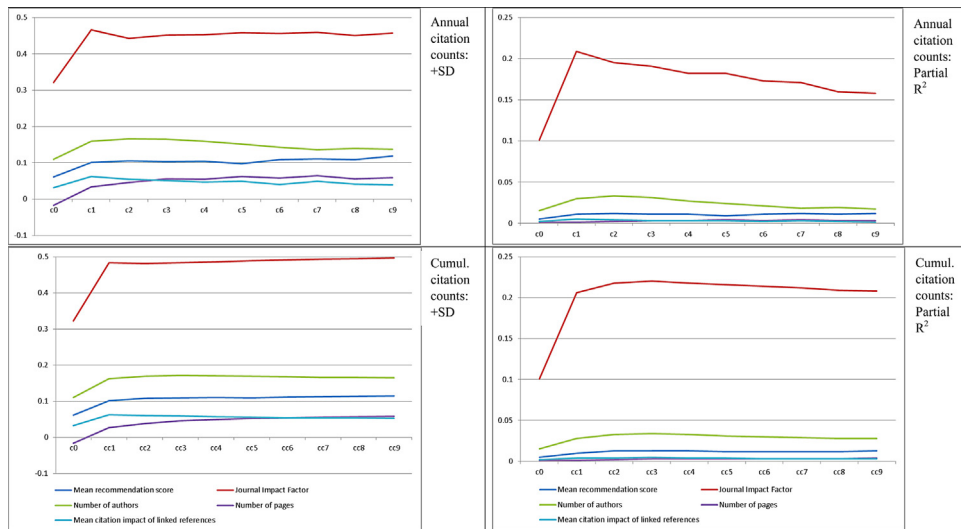 0.5
0.4
0.3
0.2
0.1
0
c0 c1 c2 c3 c4 c5 c6 c7 c8 c9
-0.1
Annual
citation
counts:
+SD
0.25
0.2
0.15
0.1
0.05
0
c0 c1 c2 c3 c4 c5 c6 c7 c8 c9
Annual
citation
counts:
Partial
R²
0.5
0.4
0.3
0.2
0.1
0
c0 cc1 cc2 cc3 cc4 cc5 cc6 cc7 cc8 cc9
-0.1
Mean recommendation score Journal Impact Factor
Number of authors Number of pages
Mean citation impact of linked references
Cumul.
citation
counts:
+SD
0.25
0.2
0.15
0.1
0.05
0
cc0 cc1 cc2 cc3 cc4 cc5 cc6 cc7 cc8 cc9
Mean recommendation score Journal Impact Factor
Number of authors Number of pages
Mean citation impact of linked references
Cumul.
citation
counts:
Partial
R²